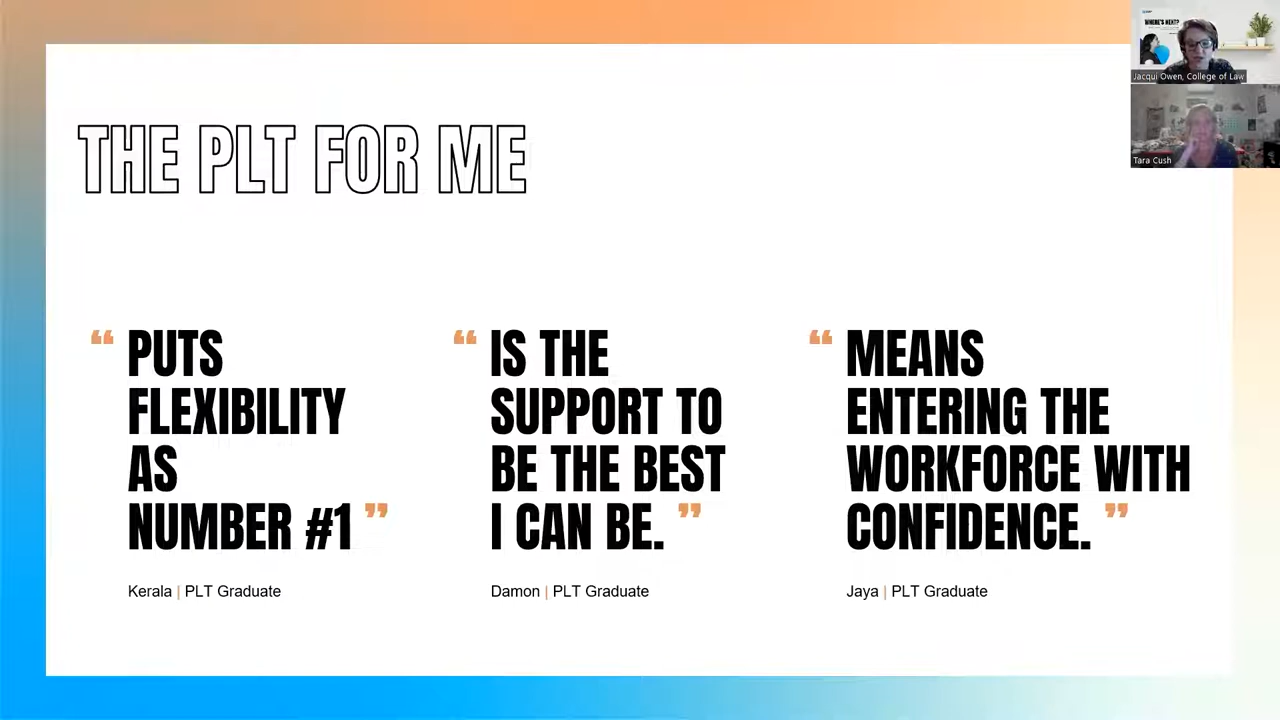 THE PLT FOR ME
“ PUTS
FLEXIBILITY
AS
NUMBER #1 ”
Kerala | PLT Graduate
“ IS THE
SUPPORT TO
BE THE BEST
I CAN BE. ”
Damon | PLT Graduate
“ MEANS
ENTERING THE
WORKFORCE WITH
CONFIDENCE. ”
Jaya | PLT Graduate
WHERE'S NEXT?
Jacqui Owen, College of Law
Tara Cush